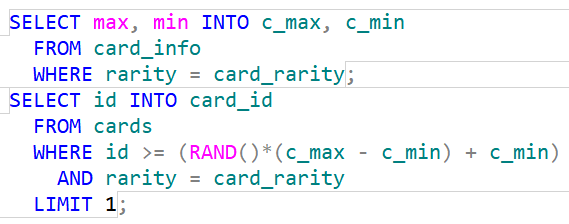 SELECT max, min INTO c_max, c_min
  FROM card_info
  WHERE rarity = card_rarity;
SELECT id INTO card_id
  FROM cards
  WHERE id >= (RAND()*(c_max - c_min) + c_min)
    AND rarity = card_rarity
  LIMIT 1;